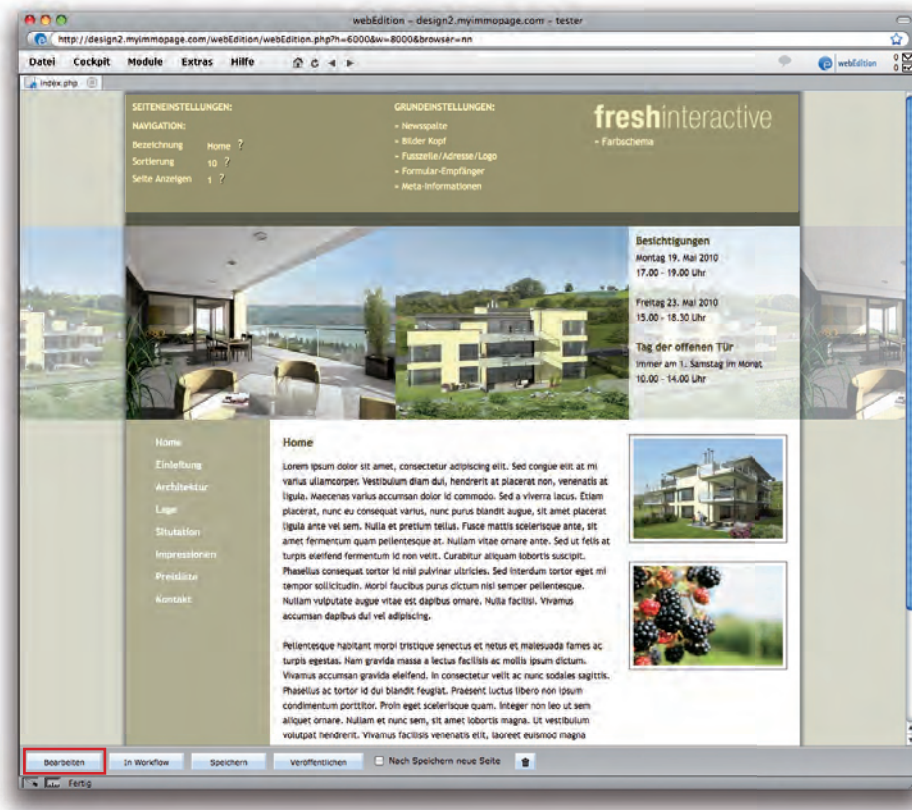 webEdition - design2.myimmopage.com - tester
http://design2.myimmopage.com/webEdition/webEdition.php?h=6000&w=8000&browser=nn
Datei Cockpit Module Extras Hilfe
webEdition
0
0
index.php
SEITENEINSTELLUNGEN:
NAVIGATION:
Bezeichnung Home ?
Sortierung 10 ?
Seite Anzeigen 1 ?
GRUNDEINSTELLUNGEN:
- Newsspalte
- Bilder Kopf
- Fusszeile/Adresse/Logo
- Formular-Empfänger
- Meta-Informationen
freshinteractive
- Farbschema
Besichtigungen
Montag 19. Mai 2010
17.00 - 19.00 Uhr
Freitag 23. Mai 2010
15.00 - 18.30 Uhr
Tag der offenen Tür
Immer am 1. Samstag im Monat
10.00 - 14.00 Uhr
Home
Einleitung
Architektur
Lage
Situtation
Impressionen
Preisliste
Kontakt
Home
Lorem ipsum dolor sit amet, consectetur adipiscing elit. Sed congue elit at mi
varius ullamcorper. Vestibulum diam dui, hendrerit at placerat non, venenatis at
ligula. Maecenas varius accumsan dolor id commodo. Sed a viverra lacus. Etiam
placerat, nunc eu consequat varius, nunc purus blandit augue, sit amet placerat
ligula ante vel sem. Nulla et pretium tellus. Fusce mattis scelerisque ante, sit
amet fermentum quam pellentesque at. Nullam vitae ornare ante. Sed ut felis at
turpis eleifend fermentum id non velit. Curabitur aliquam lobortis suscipit.
Phasellus consequat tortor id nisl pulvinar ultricies. Sed interdum tortor eget mi
tempor sollicitudin. Morbi faucibus purus dictum nisi semper pellentesque.
Nullam vulputate augue vitae est dapibus ornare. Nulla facilisi. Vivamus
accumsan dapibus dui vel adipiscing.
Pellentesque habitant morbi tristique senectus et netus et malesuada fames ac
turpis egestas. Nam gravida massa a lectus facilisis ac mollis ipsum dictum.
Vivamus accumsan gravida eleifend. In consectetur velit ac nunc sodales sagittis.
Phasellus ac tortor id dui blandit feugiat. Praesent luctus libero non ipsum
condimentum porttitor. Proin eget scelerisque quam. Integer non leo ut sem
aliquet ornare. Nullam et nunc sem, sit amet lobortis magna. Ut vestibulum
volutpat hendrerit. Vivamus facilisis venenatis elit, laoreet euismod magna
Bearbeiten In Workflow Speichern Veröffentlichen Nach Speichern neue Seite
Fertig